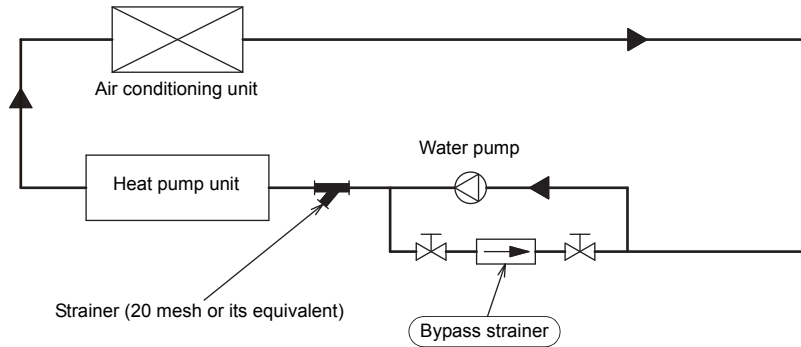 Air conditioning unit
Heat pump unit
Water pump
Strainer (20 mesh or its equivalent)
Bypass strainer